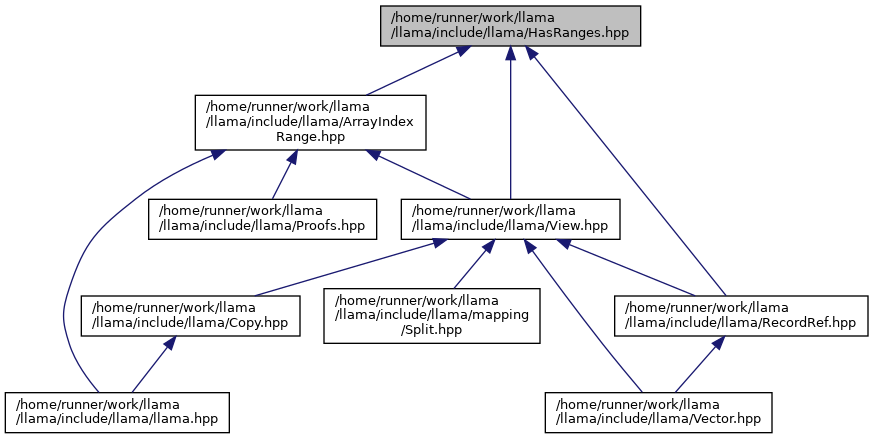 /home/runner/work/llama
/llama/include/llama/HasRanges.hpp
/home/runner/work/llama
/llama/include/llama/ArrayIndex
Range.hpp
/home/runner/work/llama
/llama/include/llama/Proofs.hpp
/home/runner/work/llama
/llama/include/llama/View.hpp
/home/runner/work/llama
/llama/include/llama/Copy.hpp
/home/runner/work/llama
/llama/include/llama/mapping
/Split.hpp
/home/runner/work/llama
/llama/include/llama/RecordRef.hpp
/home/runner/work/llama
/llama/include/llama/llama.hpp
/home/runner/work/llama
/llama/include/llama/Vector.hpp